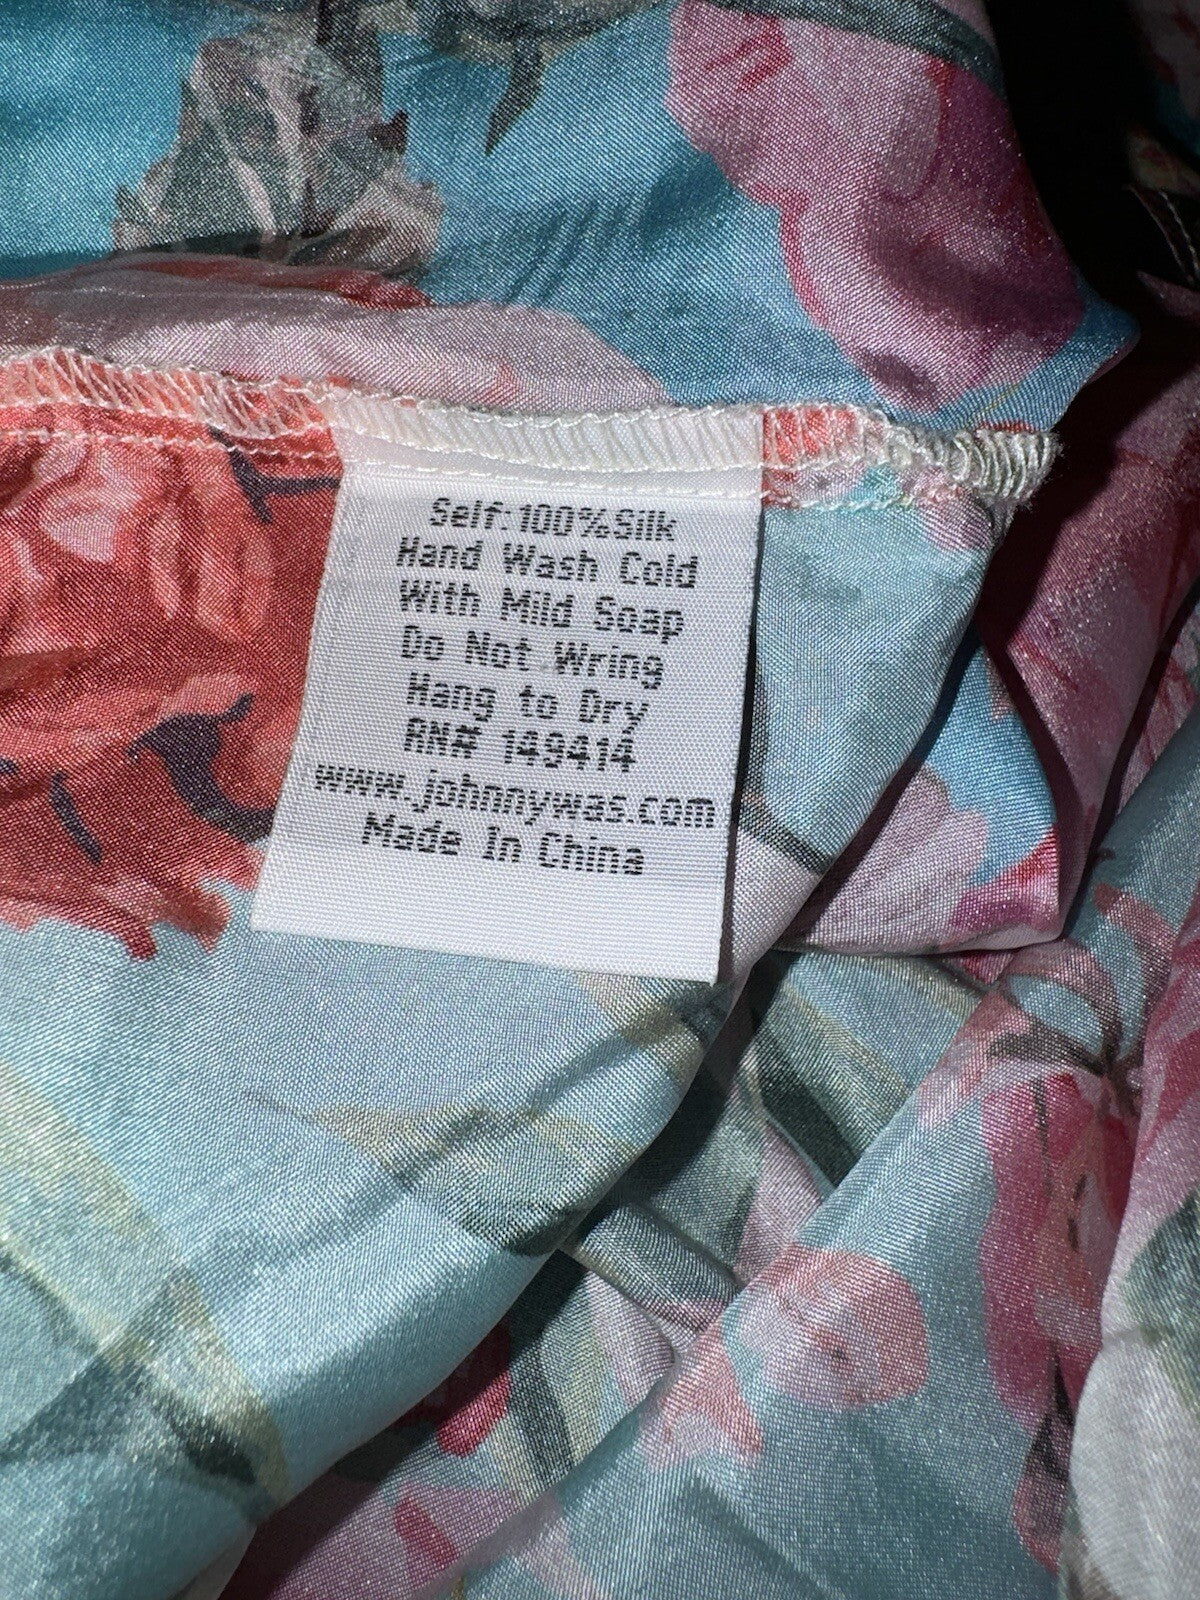 Self:100%Silk
Hand Wash Cold
With Mild Soap
Do Not Wring
Hang to Dry
RN# 149414
www.johnnywas.com
Made In China